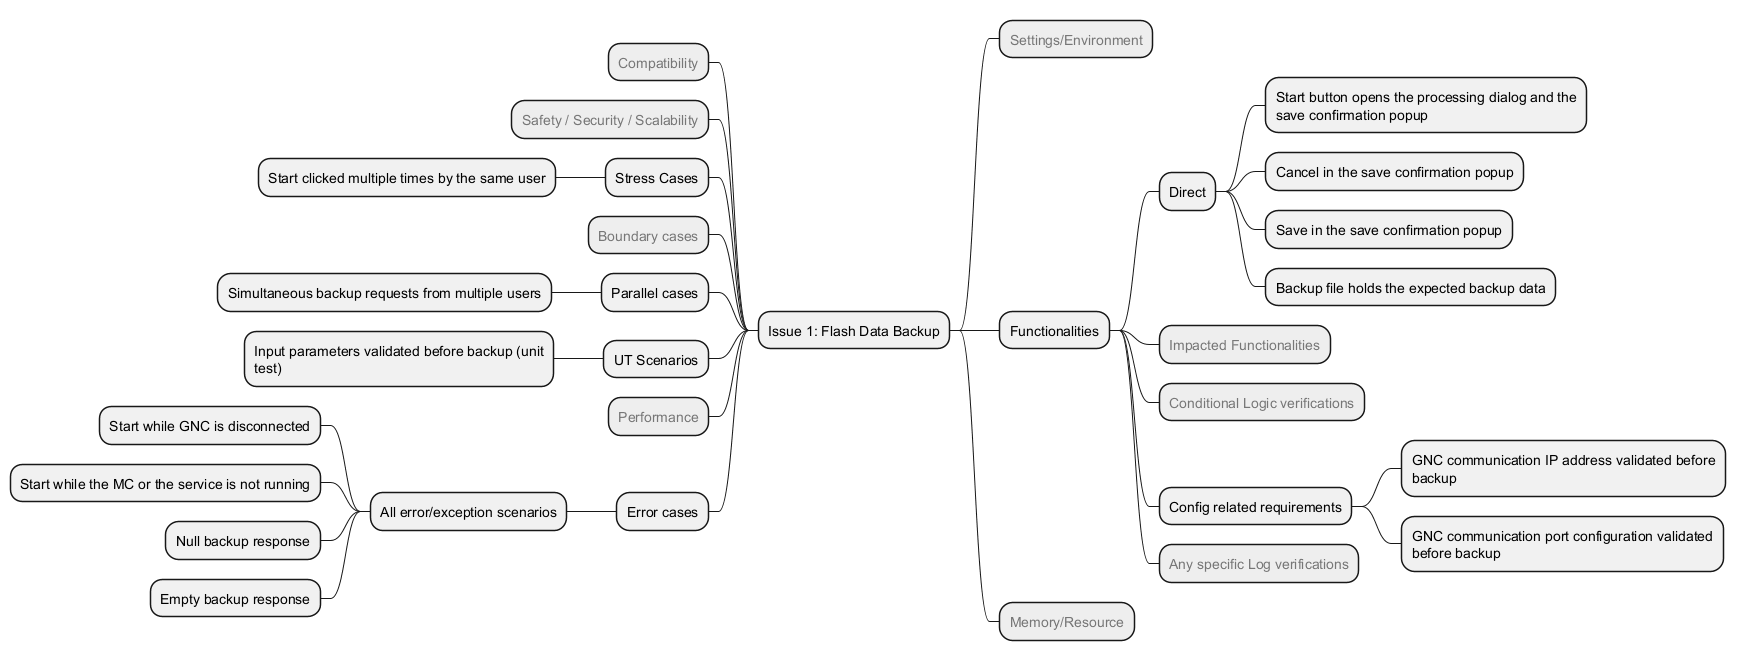 Issue 1: Flash Data Backup
Settings/Environment
Functionalities
Direct
Start button opens the processing dialog and the
save confirmation popup
Cancel in the save confirmation popup
Save in the save confirmation popup
Backup file holds the expected backup data
Impacted Functionalities
Conditional Logic verifications
Config related requirements
GNC communication IP address validated before
backup
GNC communication port configuration validated
before backup
Any specific Log verifications
Memory/Resource
Compatibility
Safety / Security / Scalability
Stress Cases
Start clicked multiple times by the same user
Boundary cases
Parallel cases
Simultaneous backup requests from multiple users
UT Scenarios
Input parameters validated before backup (unit
test)
Performance
Error cases
All error/exception scenarios
Start while GNC is disconnected
Start while the MC or the service is not running
Null backup response
Empty backup response